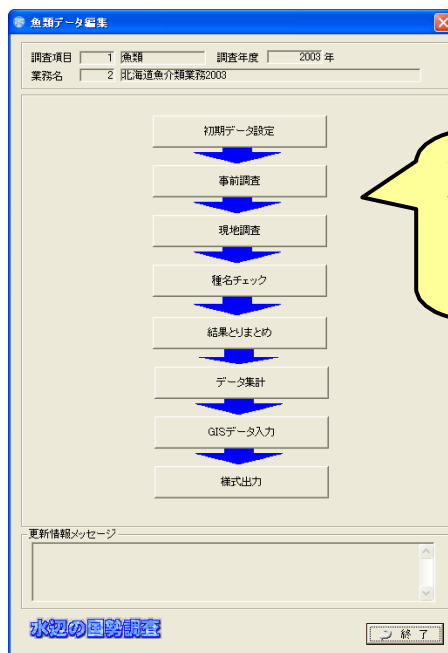 魚類データ編集
調査項目 1 魚類 調査年度 2003 年
業務名 2 北海道魚介類業務2003
初期データ設定
事前調査
現地調査
種名チェック
結果とりまとめ
データ集計
GISデータ入力
様式出力
更新情報メッセージ
水辺の国勢調査
終 了